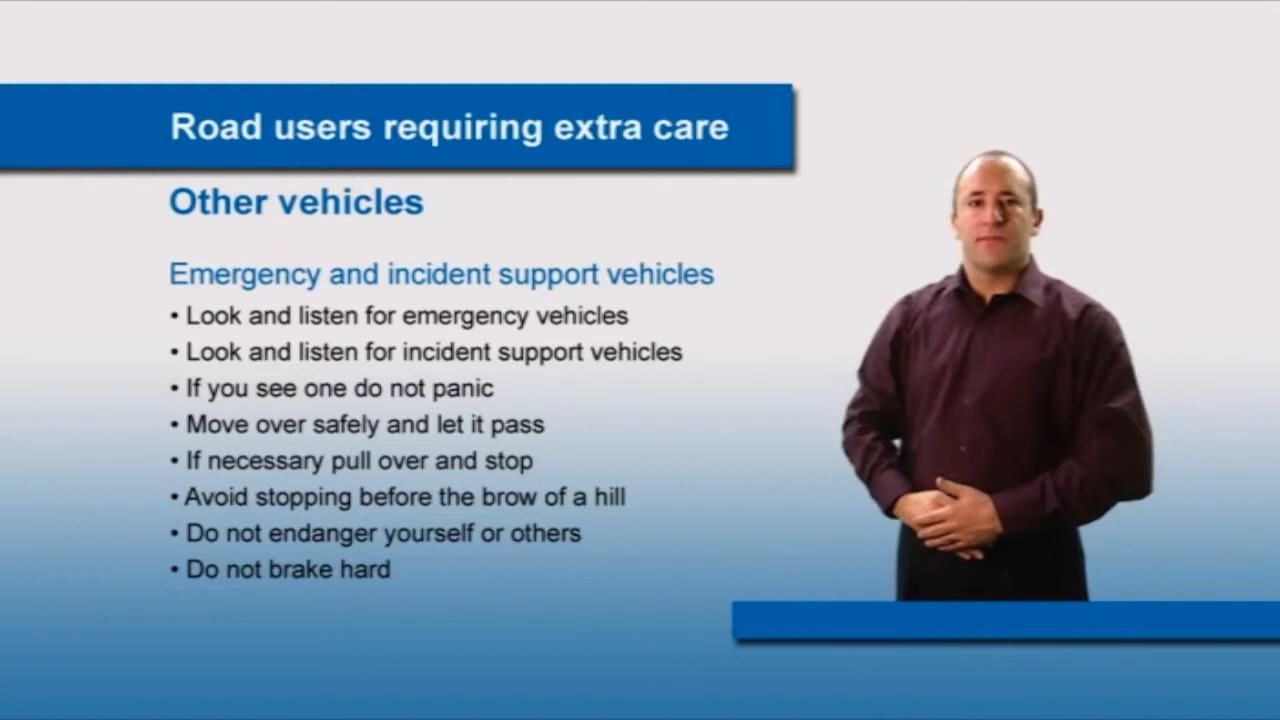 Road users requiring extra care
Other vehicles
Emergency and incident support vehicles
• Look and listen for emergency vehicles
• Look and listen for incident support vehicles
• If you see one do not panic
• Move over safely and let it pass
• If necessary pull over and stop
• Avoid stopping before the brow of a hill
• Do not endanger yourself or others
• Do not brake hard